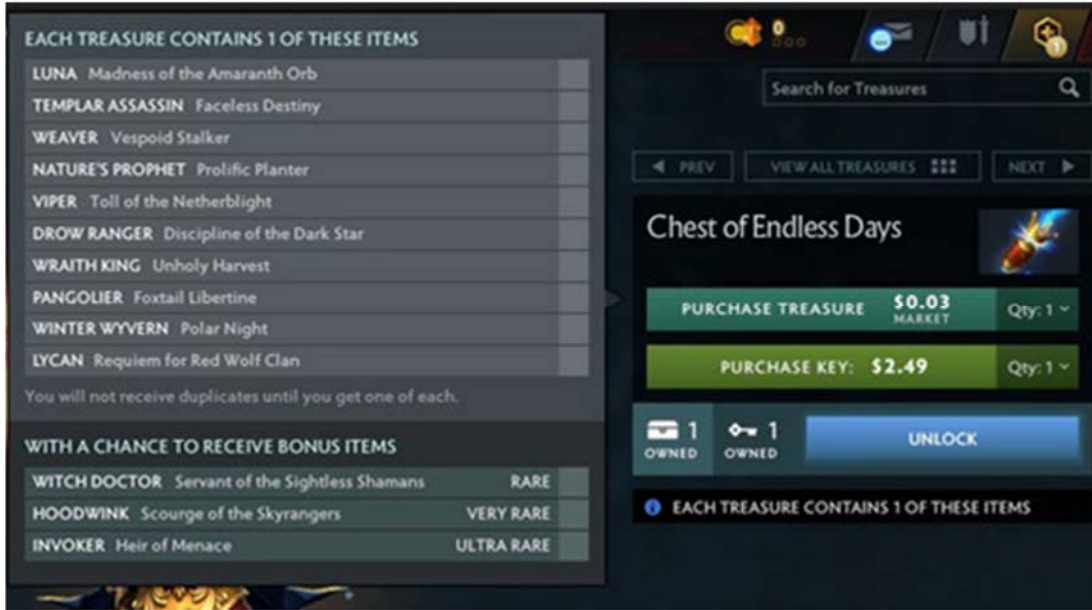 EACH TREASURE CONTAINS 1 OF THESE ITEMS
LUNA Madness of the Amaranth Orb
TEMPLAR ASSASSIN Faceless Destiny
WEAVER Vespoid Stalker
NATURE'S PROPHET Prolific Planter
VIPER Toll of the Netherblight
DROW RANGER Discipline of the Dark Star
WRAITH KING Unholy Harvest
PANGOLIER Foxtail Libertine
WINTER WYVERN Polar Night
LYCAN Requiem for Red Wolf Clan
You will not receive duplicates until you get one of each.
WITH A CHANCE TO RECEIVE BONUS ITEMS
WITCH DOCTOR Servant of the Sightless Shamans RARE
HOODWINK Scourge of the Skyrangers VERY RARE
INVOKER Heir of Menace ULTRA RARE
0
1
Search for Treasures
PREV VIEW ALL TREASURES NEXT
Chest of Endless Days
PURCHASE TREASURE $0.03 MARKET Qty: 1
PURCHASE KEY: $2.49 Qty: 1
1 OWNED 1 OWNED UNLOCK
EACH TREASURE CONTAINS 1 OF THESE ITEMS